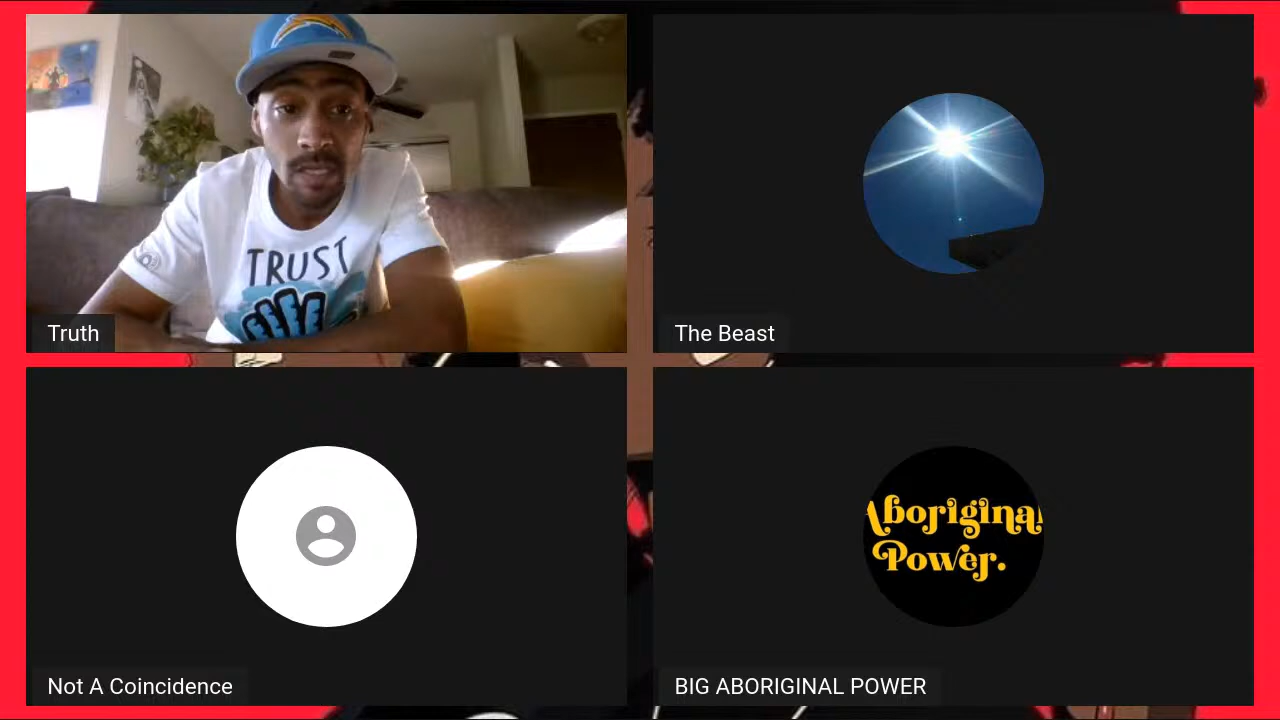 TRUST
Truth
The Beast
Aboriginal
Power.
Not A Coincidence
BIG ABORIGINAL POWER